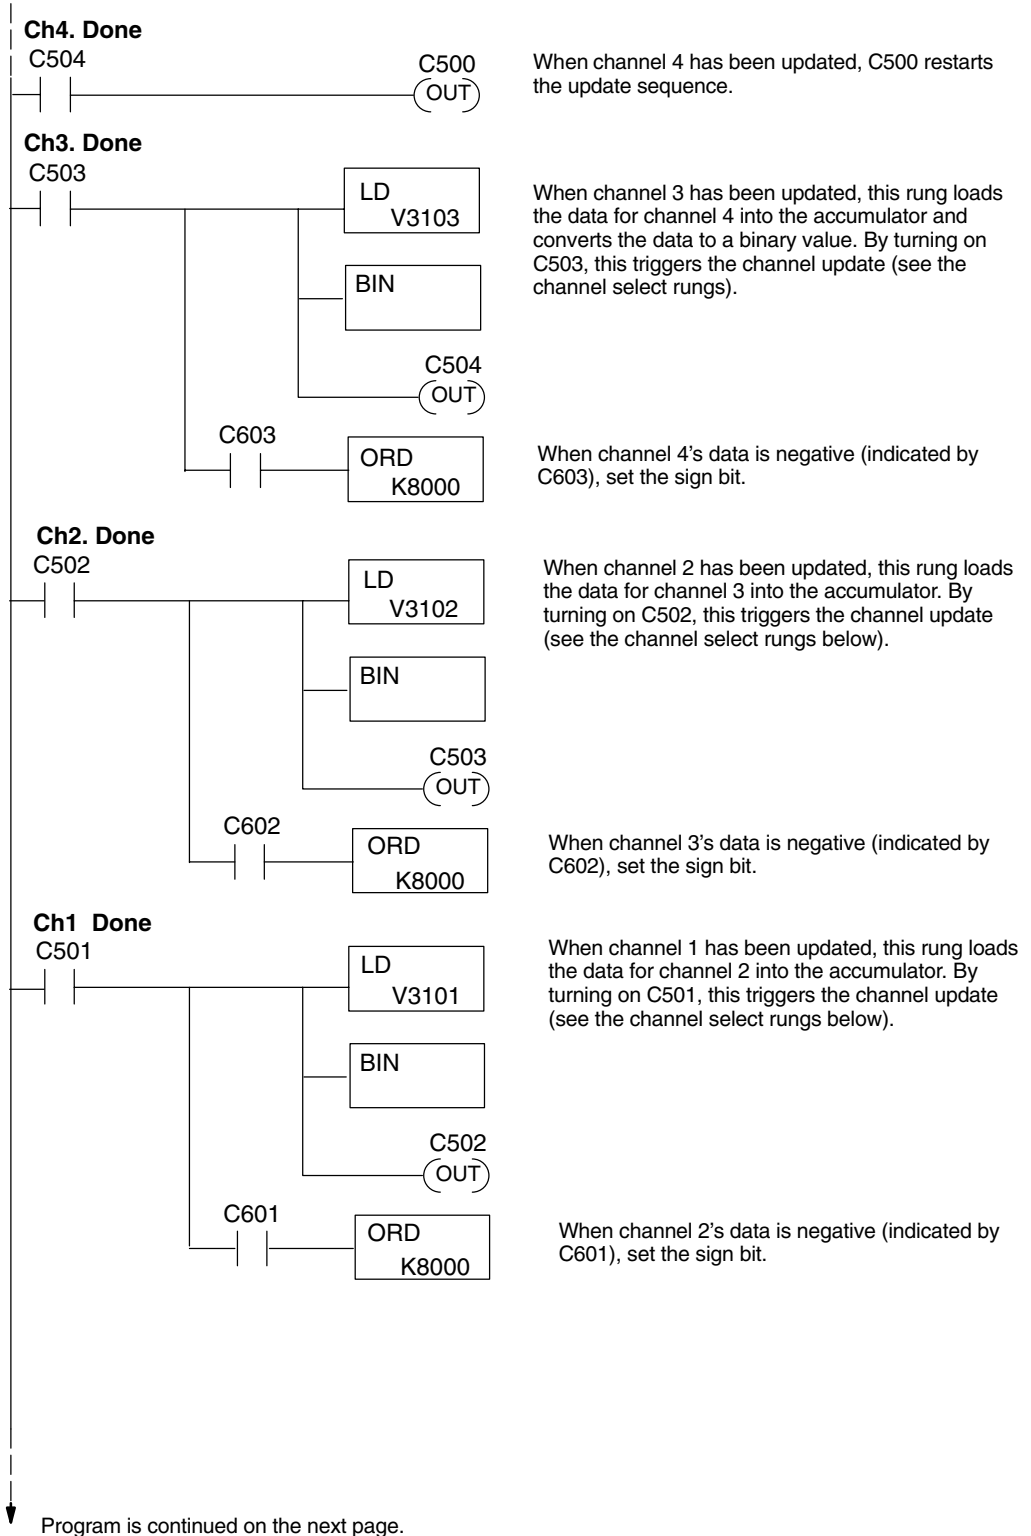 Ch4. Done
C504
C500
OUT
When channel 4 has been updated, C500 restarts
the update sequence.
Ch3. Done
C503
LD
V3103
When channel 3 has been updated, this rung loads
the data for channel 4 into the accumulator and
converts the data to a binary value. By turning on
C503, this triggers the channel update (see the
channel select rungs).
BIN
C504
OUT
C603
ORD
K8000
When channel 4's data is negative (indicated by
C603), set the sign bit.
Ch2. Done
C502
LD
V3102
When channel 2 has been updated, this rung loads
the data for channel 3 into the accumulator. By
turning on C502, this triggers the channel update
(see the channel select rungs below).
BIN
C503
OUT
C602
ORD
K8000
When channel 3's data is negative (indicated by
C602), set the sign bit.
Ch1 Done
C501
LD
V3101
When channel 1 has been updated, this rung loads
the data for channel 2 into the accumulator. By
turning on C501, this triggers the channel update
(see the channel select rungs below).
BIN
C502
OUT
C601
ORD
K8000
When channel 2's data is negative (indicated by
C601), set the sign bit.
Program is continued on the next page.